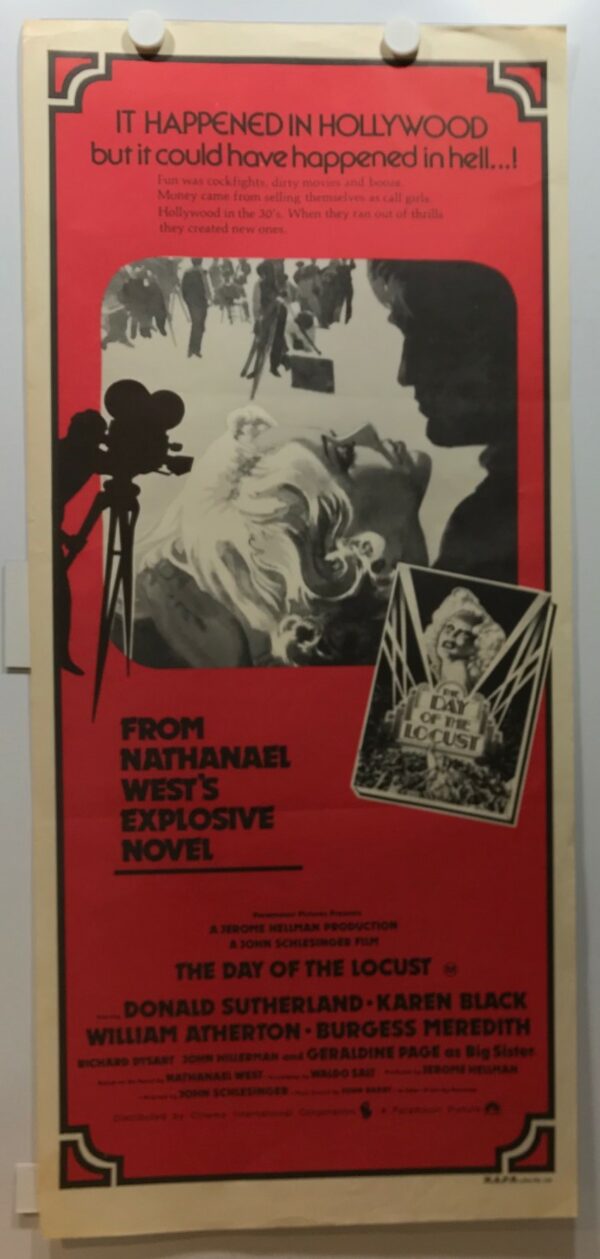 IT HAPPENED IN HOLLYWOOD
but it could have happened in hell...!
Fun was cockfights, dirty movies and booze.
Money came from selling themselves as call girls.
Hollywood in the 30's. When they ran out of thrills
they created new ones.
THE
DAY
OF THE
LOCUST
FROM
NATHANAEL
WEST'S
EXPLOSIVE
NOVEL
Paramount Pictures Presents
A JEROME HELLMAN PRODUCTION
A JOHN SCHLESINGER FILM
THE DAY OF THE LOCUST M
DONALD SUTHERLAND · KAREN BLACK
WILLIAM ATHERTON · BURGESS MEREDITH
RICHARD DYSART JOHN HILLERMAN and GERALDINE PAGE as Big Sister
NATHANAEL WEST WALDO SALT JEROME HELLMAN
JOHN SCHLESINGER JOHN BARRY
Distributed by Cinema International Corporation A Paramount Picture